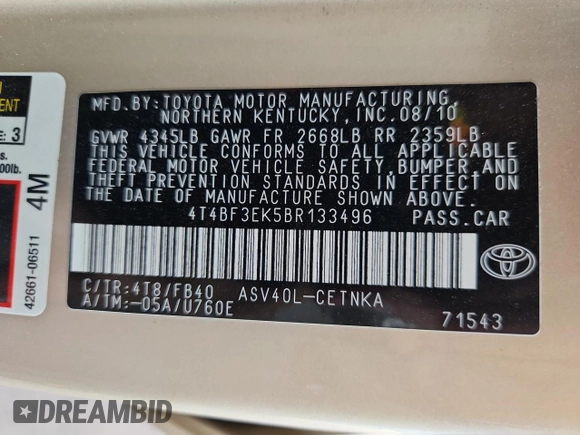 MFD. BY: TOYOTA MOTOR MANUFACTURING,
NORTHERN KENTUCKY, INC. 08/10
GVWR 4345LB GAWR FR 2668LB RR 2359LB
THIS VEHICLE CONFORMS TO ALL APPLICABLE
FEDERAL MOTOR VEHICLE SAFETY, BUMPER, AND
THEFT PREVENTION STANDARDS IN EFFECT ON
THE DATE OF MANUFACTURE SHOWN ABOVE.
4T4BF3EK5BR133496 PASS. CAR
C/TR: 4T8/FB40 ASV40L-CETNKA
A/TM: -05A/U760E
71543
TOYOTA
3
4M
42661-06511
DREAMBID